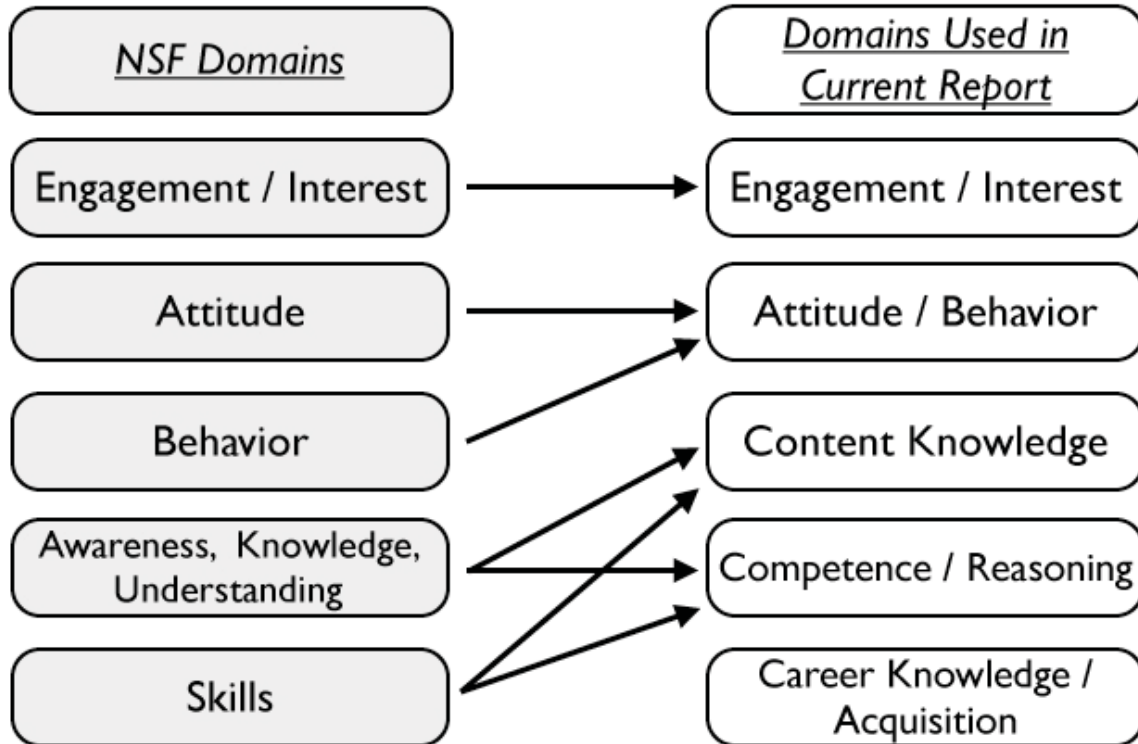 NSF Domains
Domains Used in
Current Report
Engagement / Interest
Engagement / Interest
Attitude
Attitude / Behavior
Behavior
Content Knowledge
Awareness, Knowledge,
Understanding
Competence / Reasoning
Skills
Career Knowledge /
Acquisition